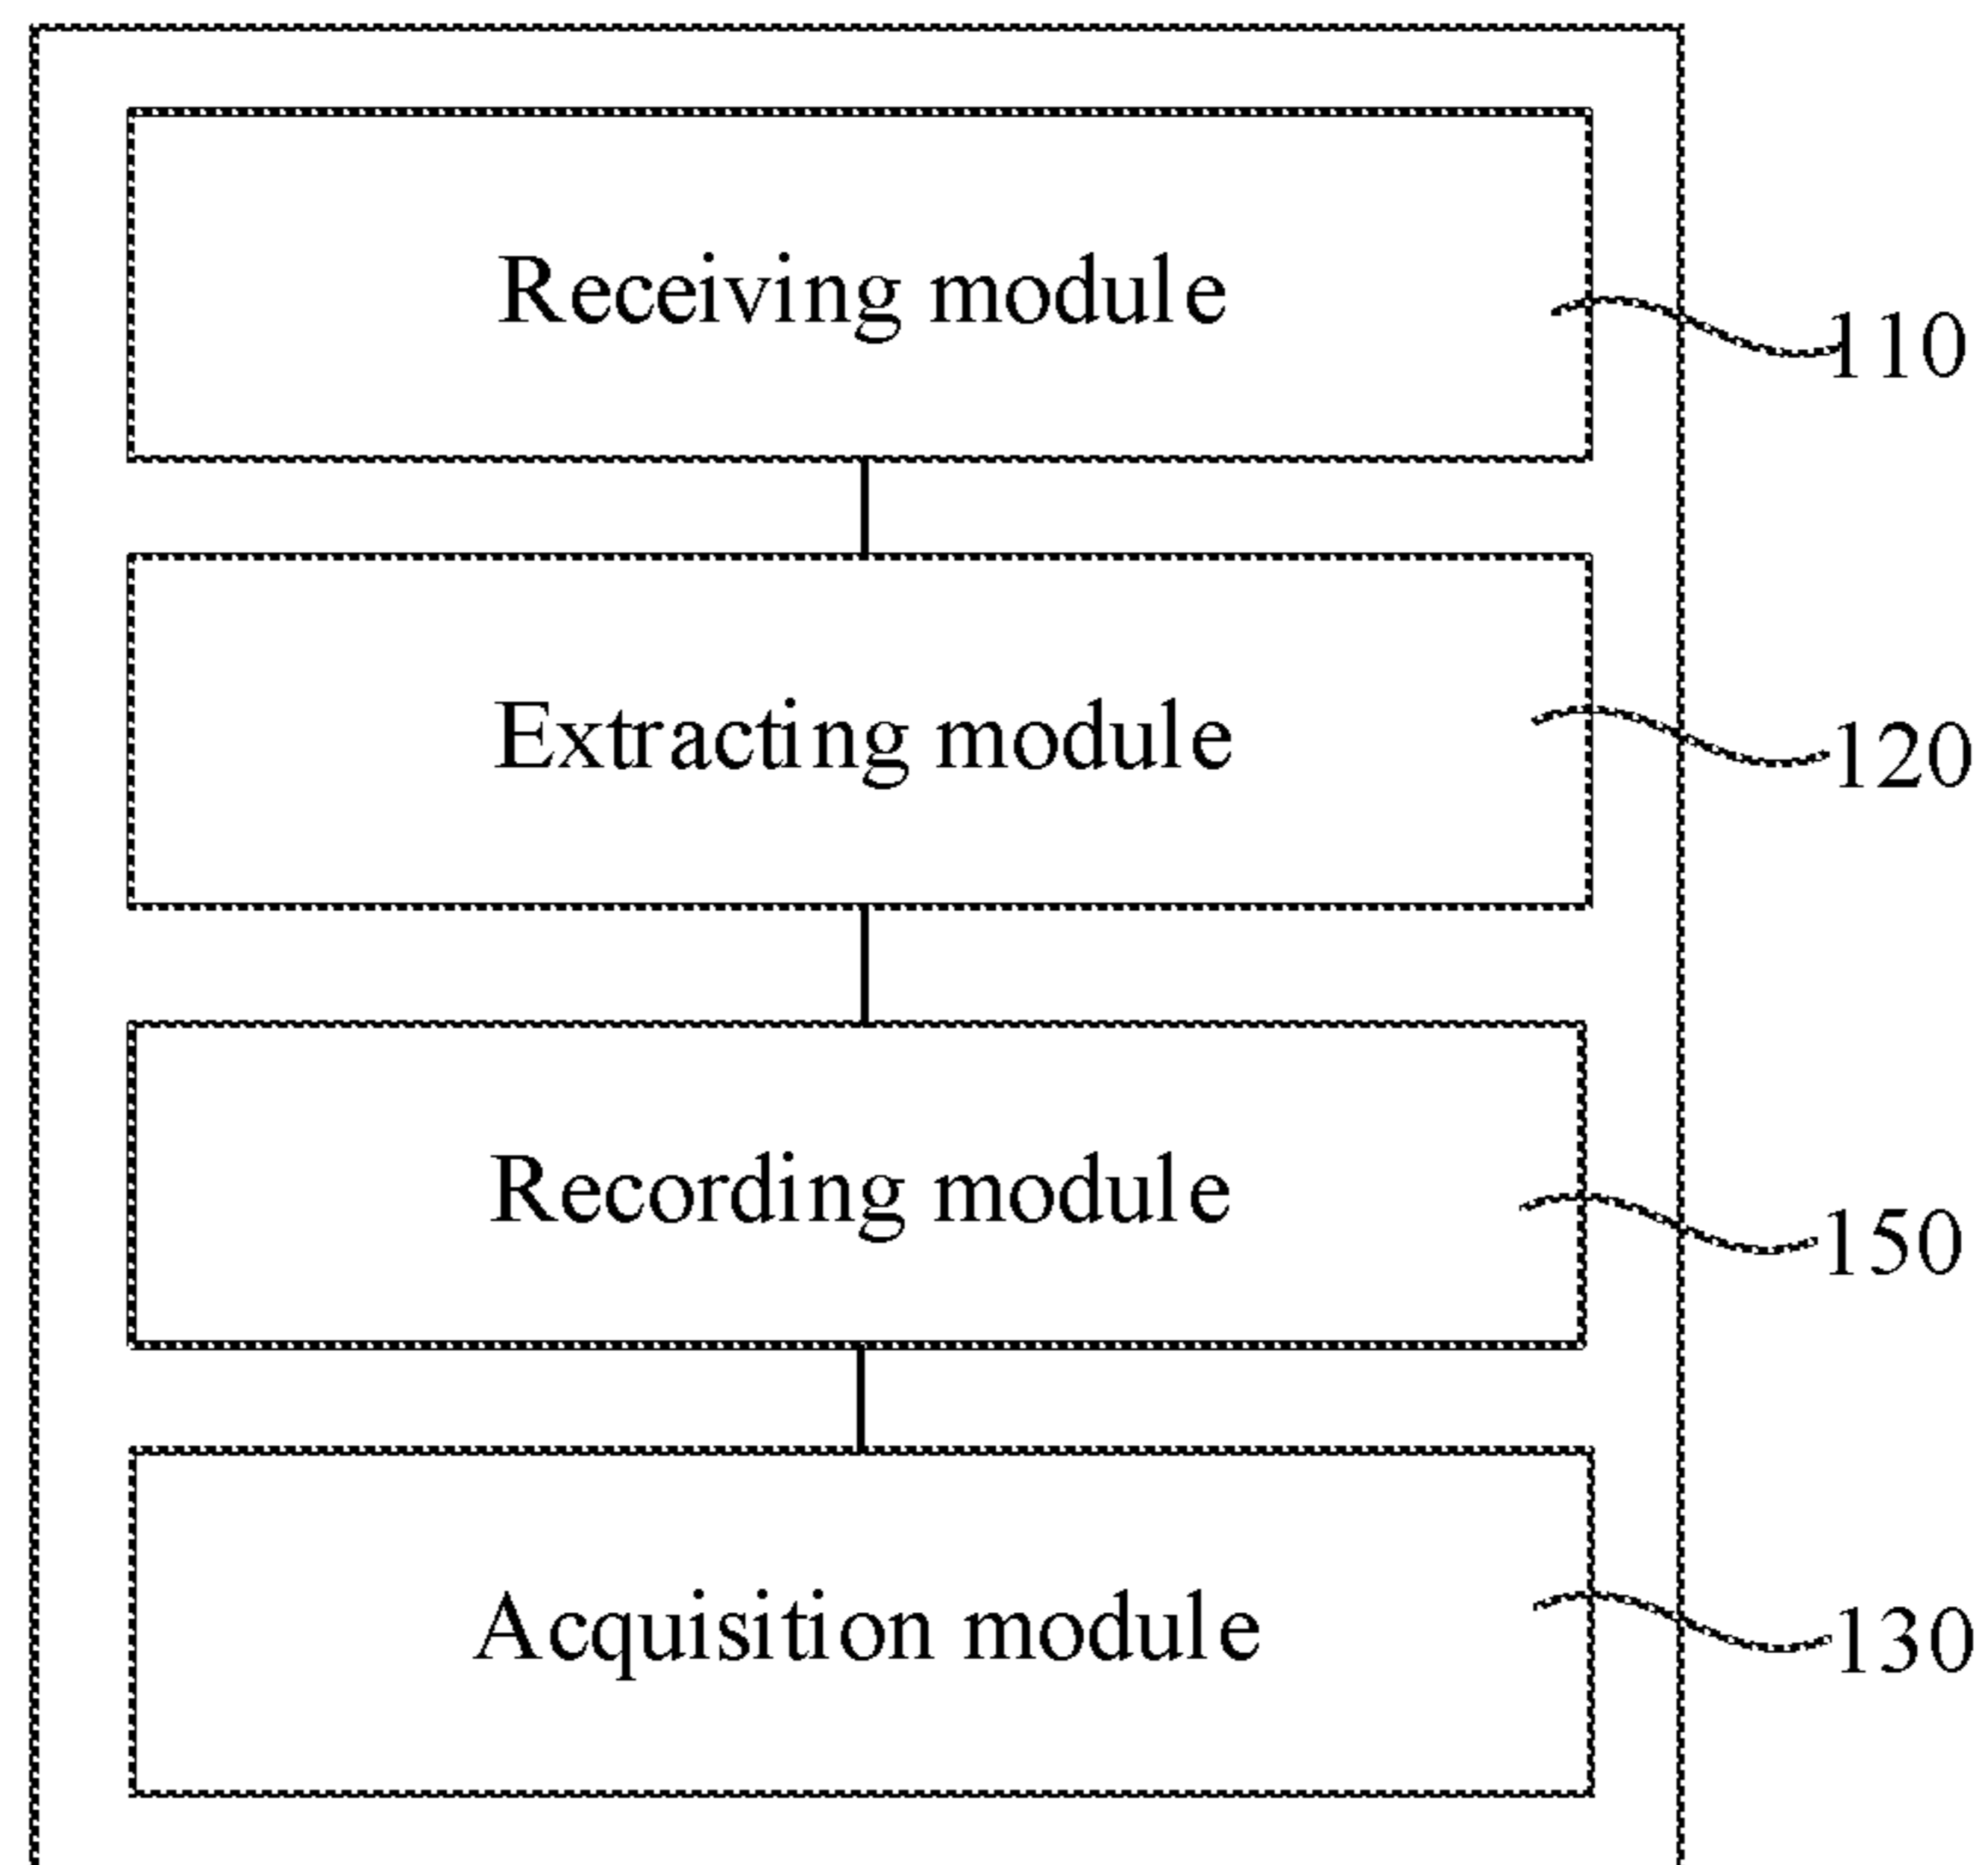 Receiving module
110
Extracting module
120
Recording module
150
Acquisition module
130